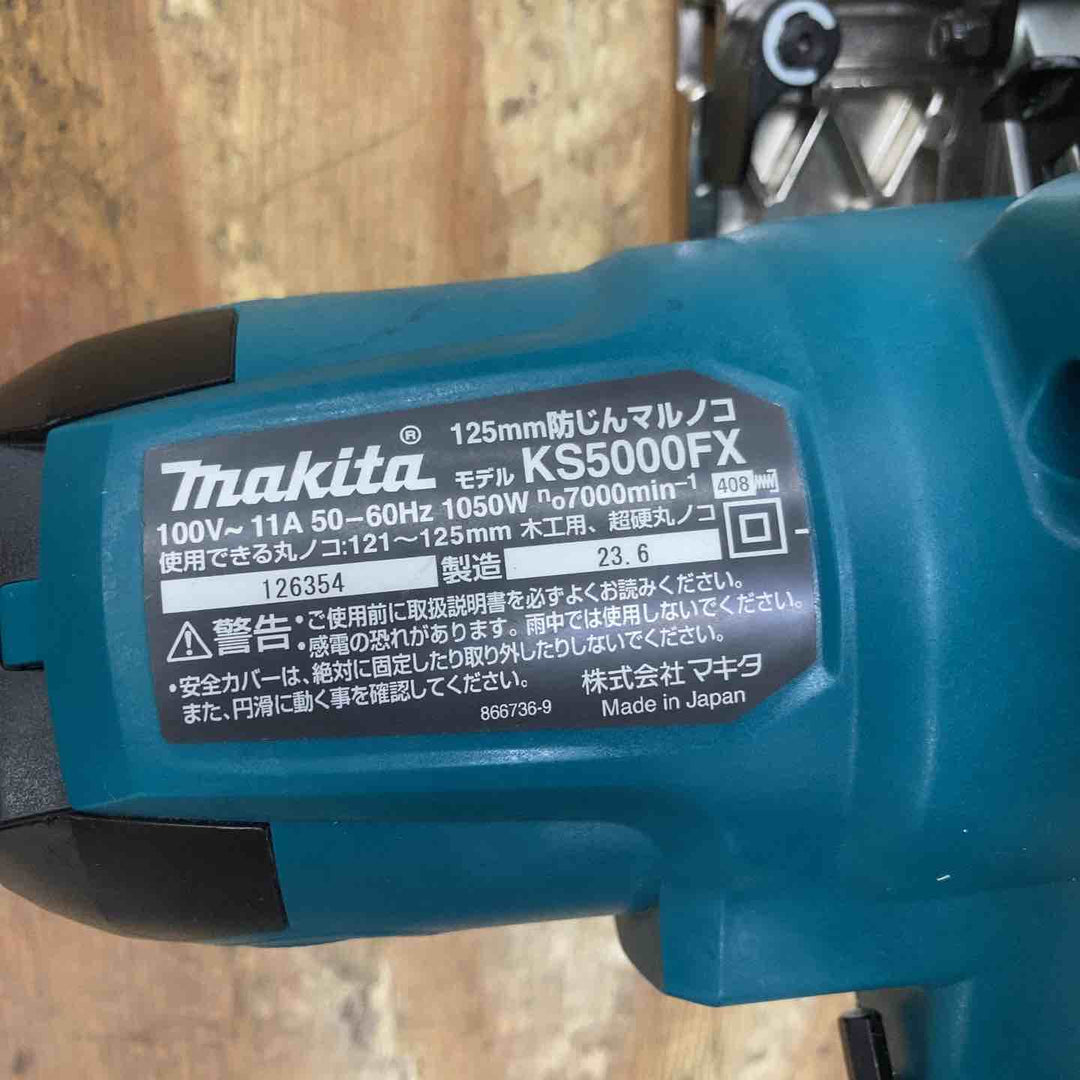 125mm防じんマルノコ
makita® モデル KS5000FX
100V~ 11A 50-60Hz 1050W n₀7000min⁻¹ 408
使用できる丸ノコ:121～125mm 木工用、超硬丸ノコ
126354 製造 23.6
⚠警告 •ご使用前に取扱説明書を必ずよくお読みください。
•感電の恐れがあります。雨中では使用しないでください。
•安全カバーは、絶対に固定したり取り外したりしないでください。
また、円滑に動く事を確認してください。
株式会社 マキタ
866736-9 Made in Japan